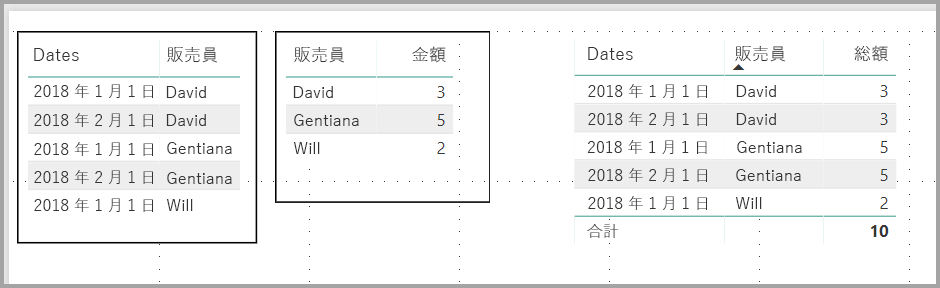 Dates 販売員
2018 年 1 月 1 日 David
2018 年 2 月 1 日 David
2018 年 1 月 1 日 Gentiana
2018 年 2 月 1 日 Gentiana
2018 年 1 月 1 日 Will
販売員 金額
David 3
Gentiana 5
Will 2
Dates 販売員 総額
2018 年 1 月 1 日 David 3
2018 年 2 月 1 日 David 3
2018 年 1 月 1 日 Gentiana 5
2018 年 2 月 1 日 Gentiana 5
2018 年 1 月 1 日 Will 2
合計 10